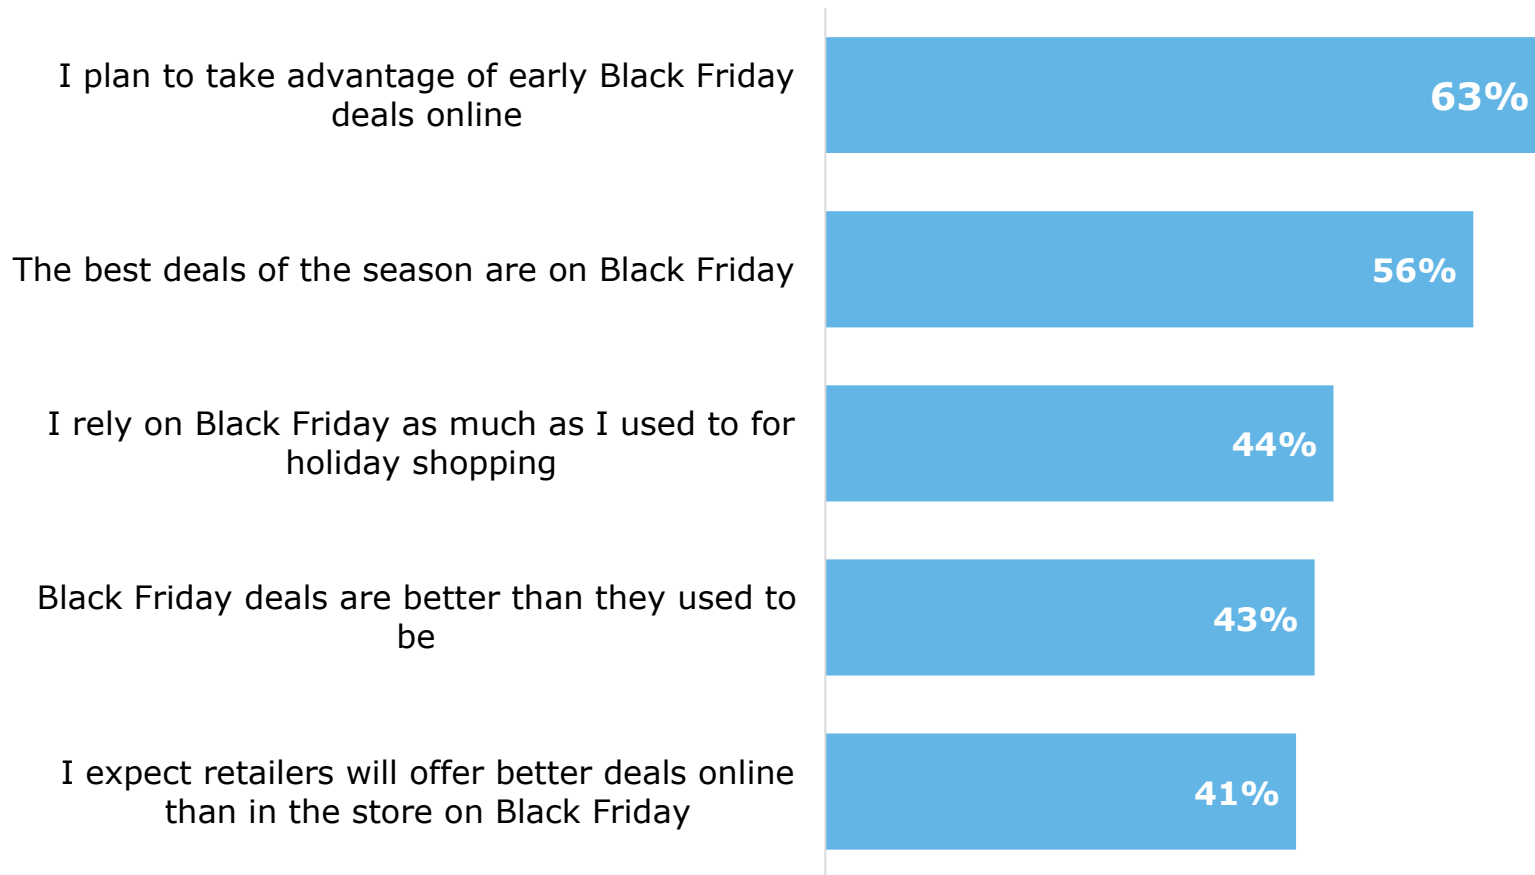 I plan to take advantage of early Black Friday
deals online
63%
The best deals of the season are on Black Friday
56%
I rely on Black Friday as much as I used to for
holiday shopping
44%
Black Friday deals are better than they used to
be
43%
I expect retailers will offer better deals online
than in the store on Black Friday
41%